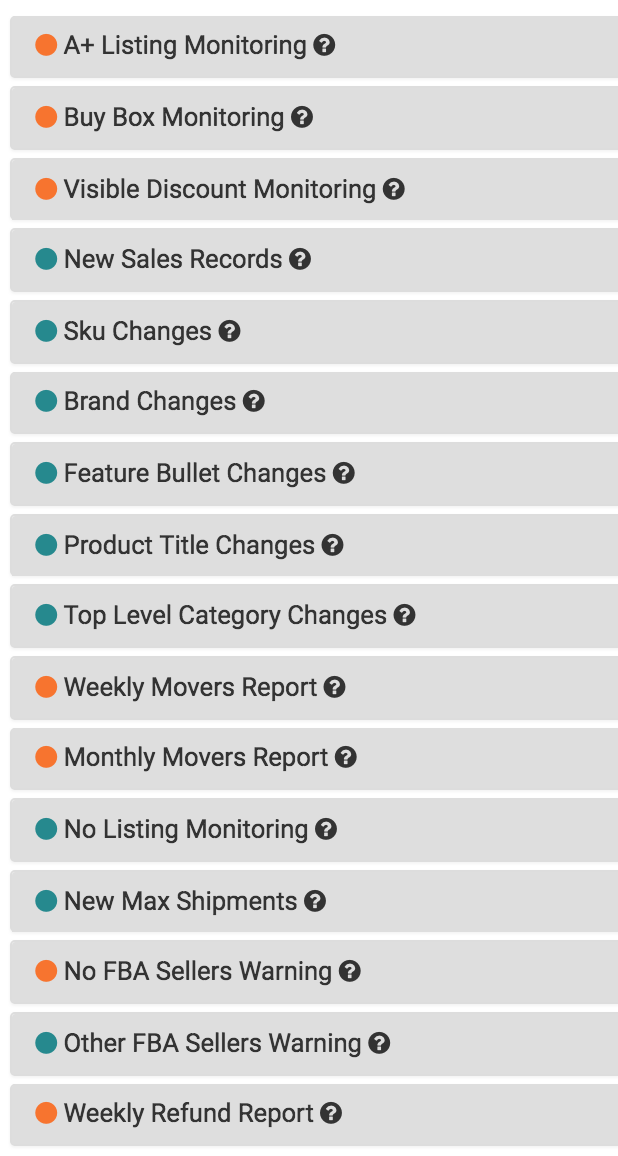 A+ Listing Monitoring ?
Buy Box Monitoring ?
Visible Discount Monitoring ?
New Sales Records ?
Sku Changes ?
Brand Changes ?
Feature Bullet Changes ?
Product Title Changes ?
Top Level Category Changes ?
Weekly Movers Report ?
Monthly Movers Report ?
No Listing Monitoring ?
New Max Shipments ?
No FBA Sellers Warning ?
Other FBA Sellers Warning ?
Weekly Refund Report ?